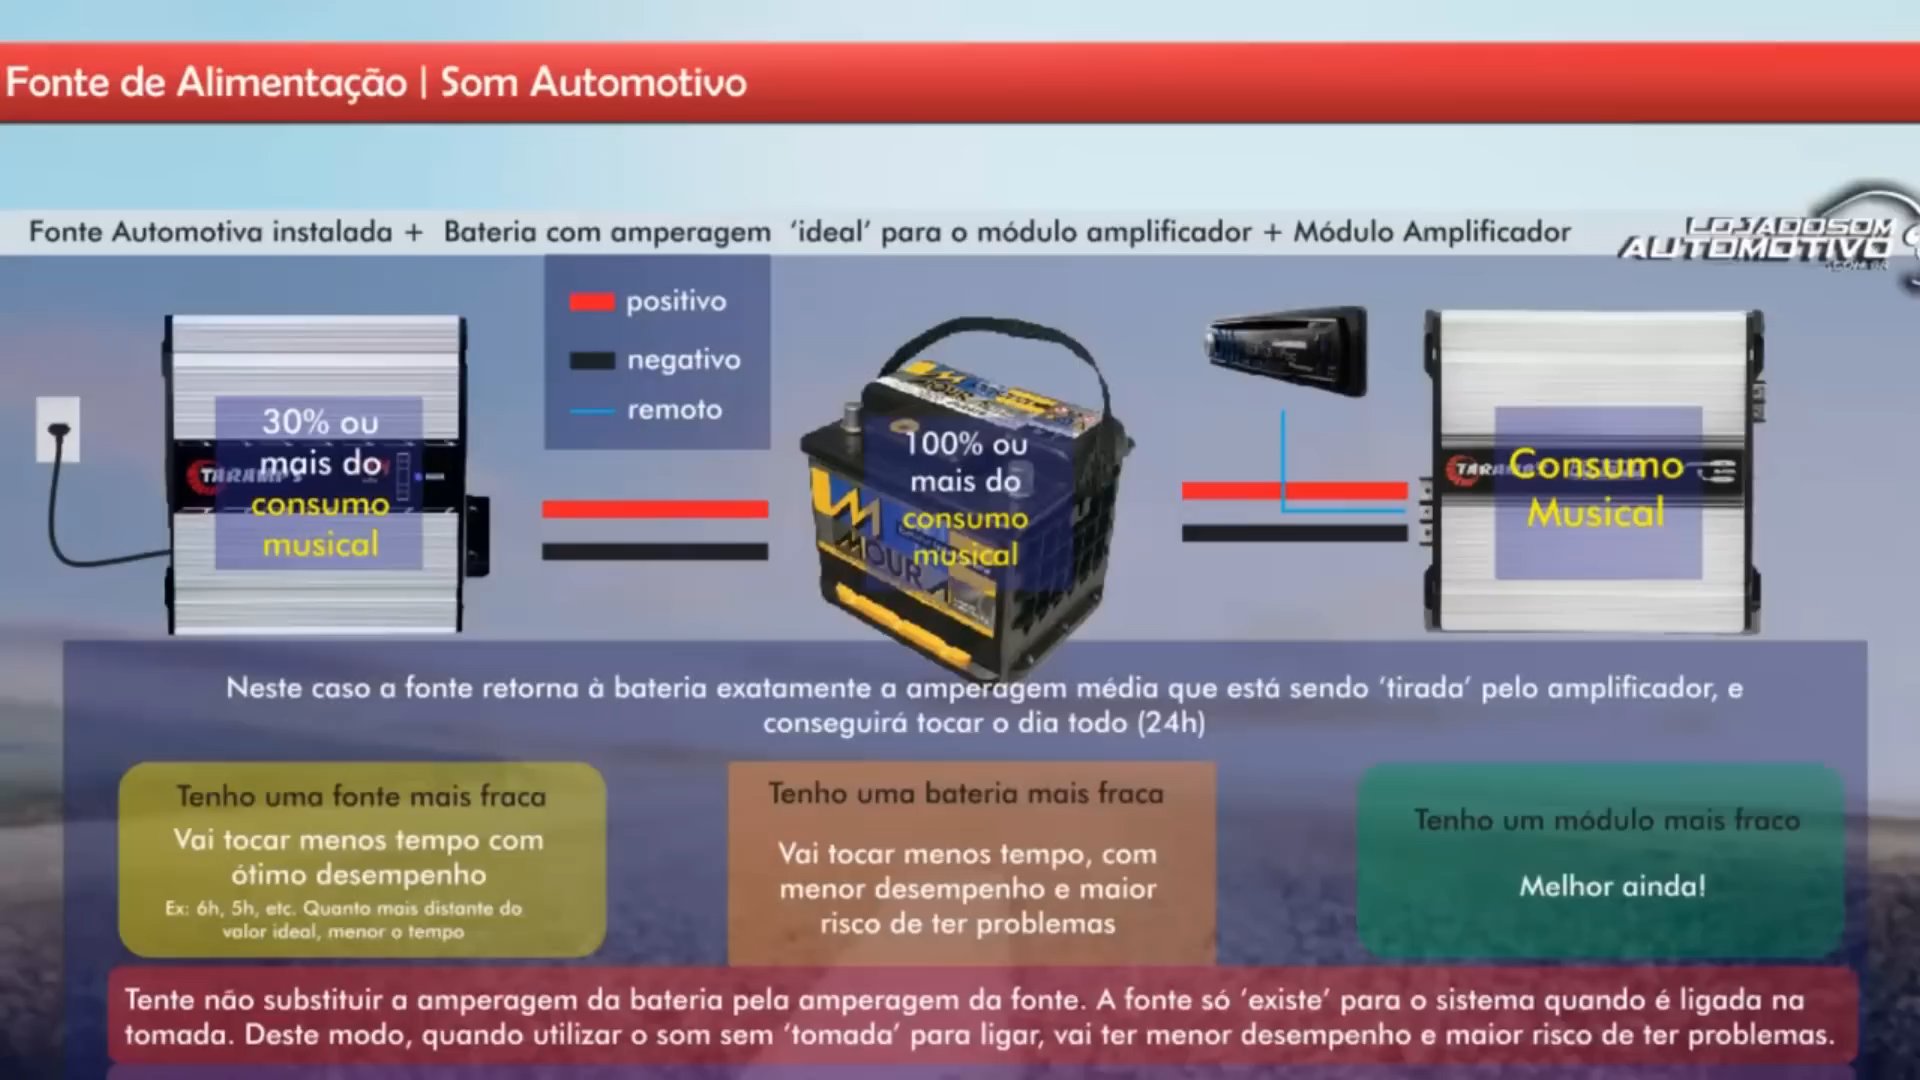 Fonte de Alimentação | Som Automotivo
Fonte Automotiva instalada + Bateria com amperagem 'ideal' para o módulo amplificador + Módulo Amplificador
LOJADOSOM
AUTOMOTIVO
positivo
negativo
remoto
30% ou
mais do
consumo
musical
TARAMPS
100% ou
mais do
consumo
musical
MOURA
Consumo
Musical
Neste caso a fonte retorna à bateria exatamente a amperagem média que está sendo 'tirada' pelo amplificador, e
conseguirá tocar o dia todo (24h)
Tenho uma fonte mais fraca
Vai tocar menos tempo com
ótimo desempenho
Ex: 6h, 5h, etc. Quanto mais distante do
valor ideal, menor o tempo
Tenho uma bateria mais fraca
Vai tocar menos tempo, com
menor desempenho e maior
risco de ter problemas
Tenho um módulo mais fraco
Melhor ainda!
Tente não substituir a amperagem da bateria pela amperagem da fonte. A fonte só 'existe' para o sistema quando é ligada na
tomada. Deste modo, quando utilizar o som sem 'tomada' para ligar, vai ter menor desempenho e maior risco de ter problemas.